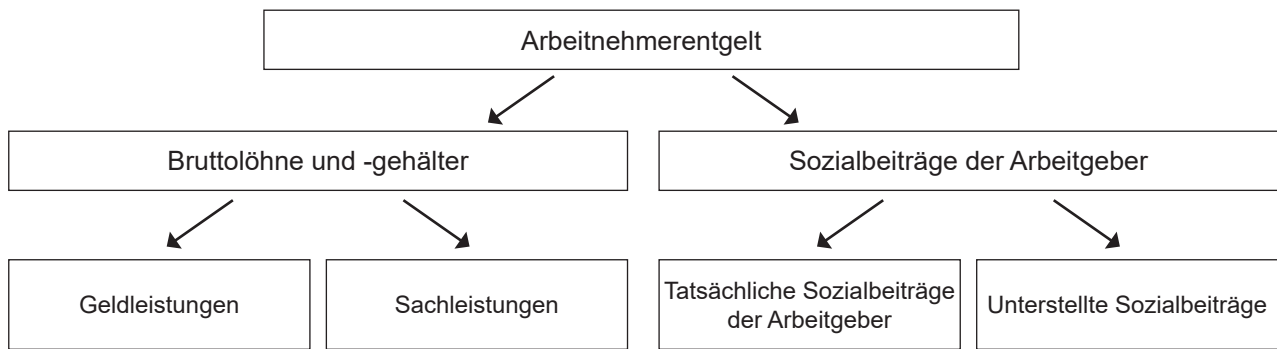 Arbeitnehmerentgelt
Bruttolöhne und -gehälter
Sozialbeiträge der Arbeitgeber
Geldleistungen
Sachleistungen
Tatsächliche Sozialbeiträge
der Arbeitgeber
Unterstellte Sozialbeiträge